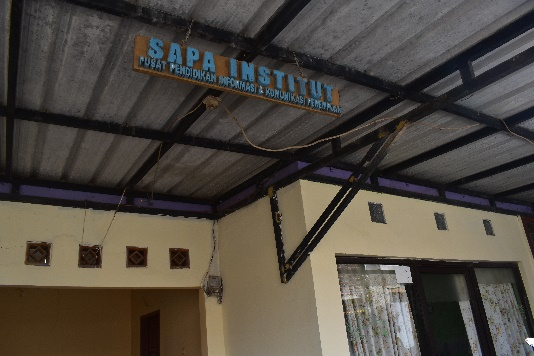 SAPA INSTITUT
PUSAT PENDIDIKAN INFORMASI & KOMUNIKASI PEREMPUAN